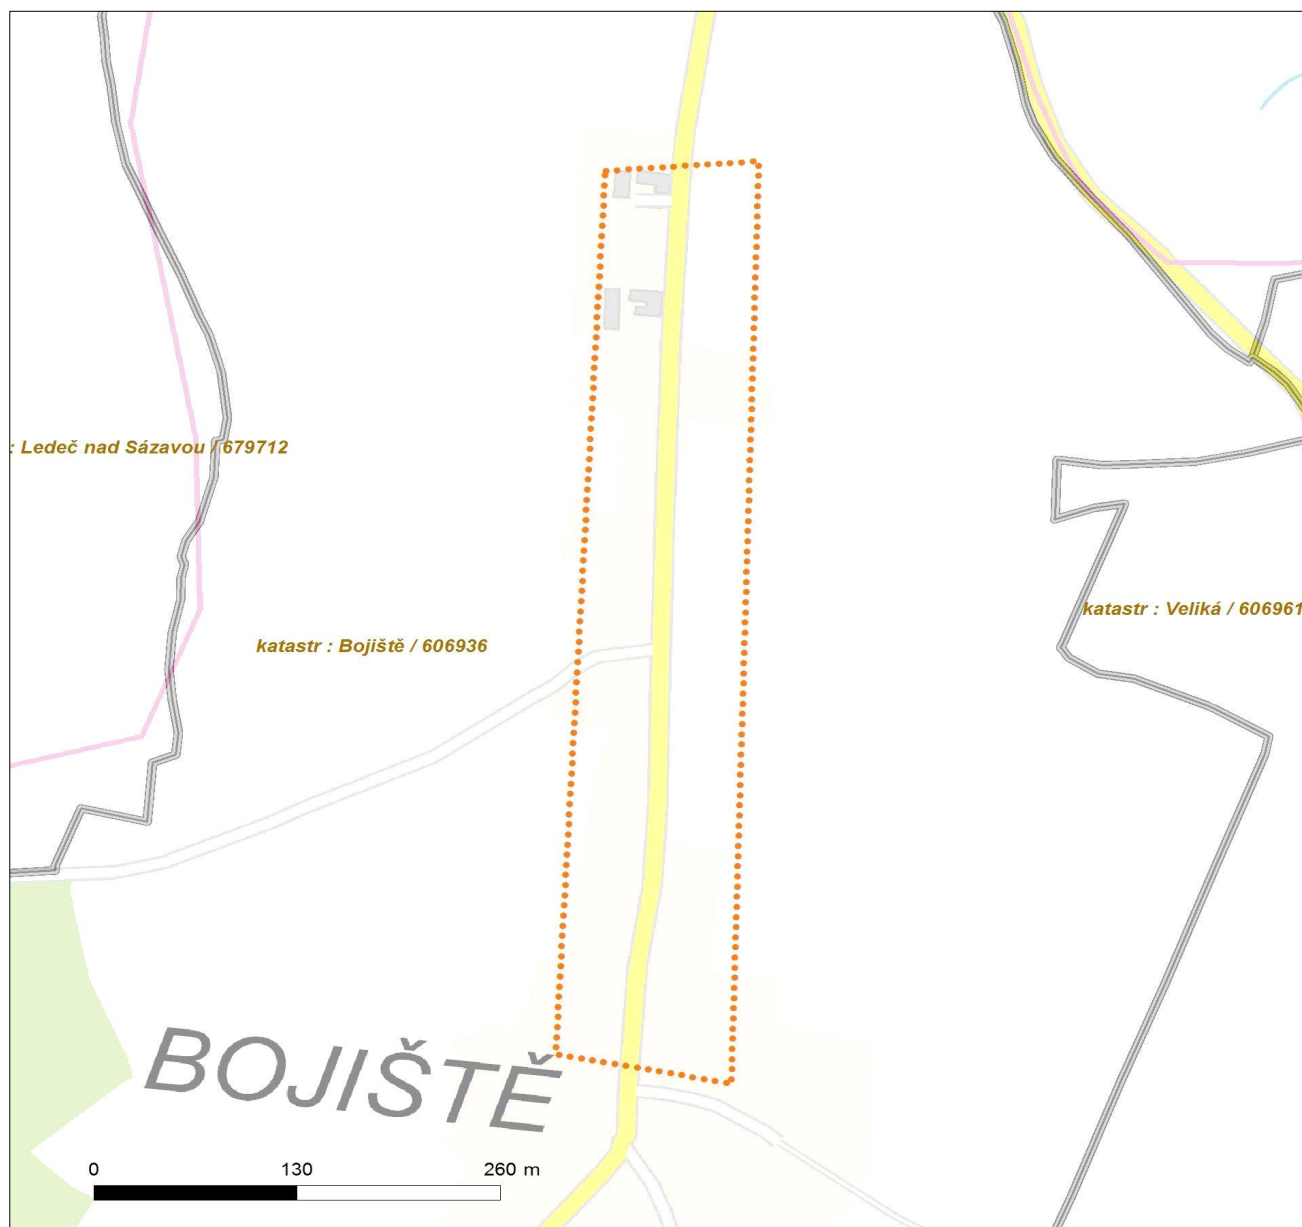 : Ledeč nad Sázavou / 679712
katastr : Veliká / 606961
katastr : Bojiště / 606936
BOJIŠTĚ
0 130 260 m